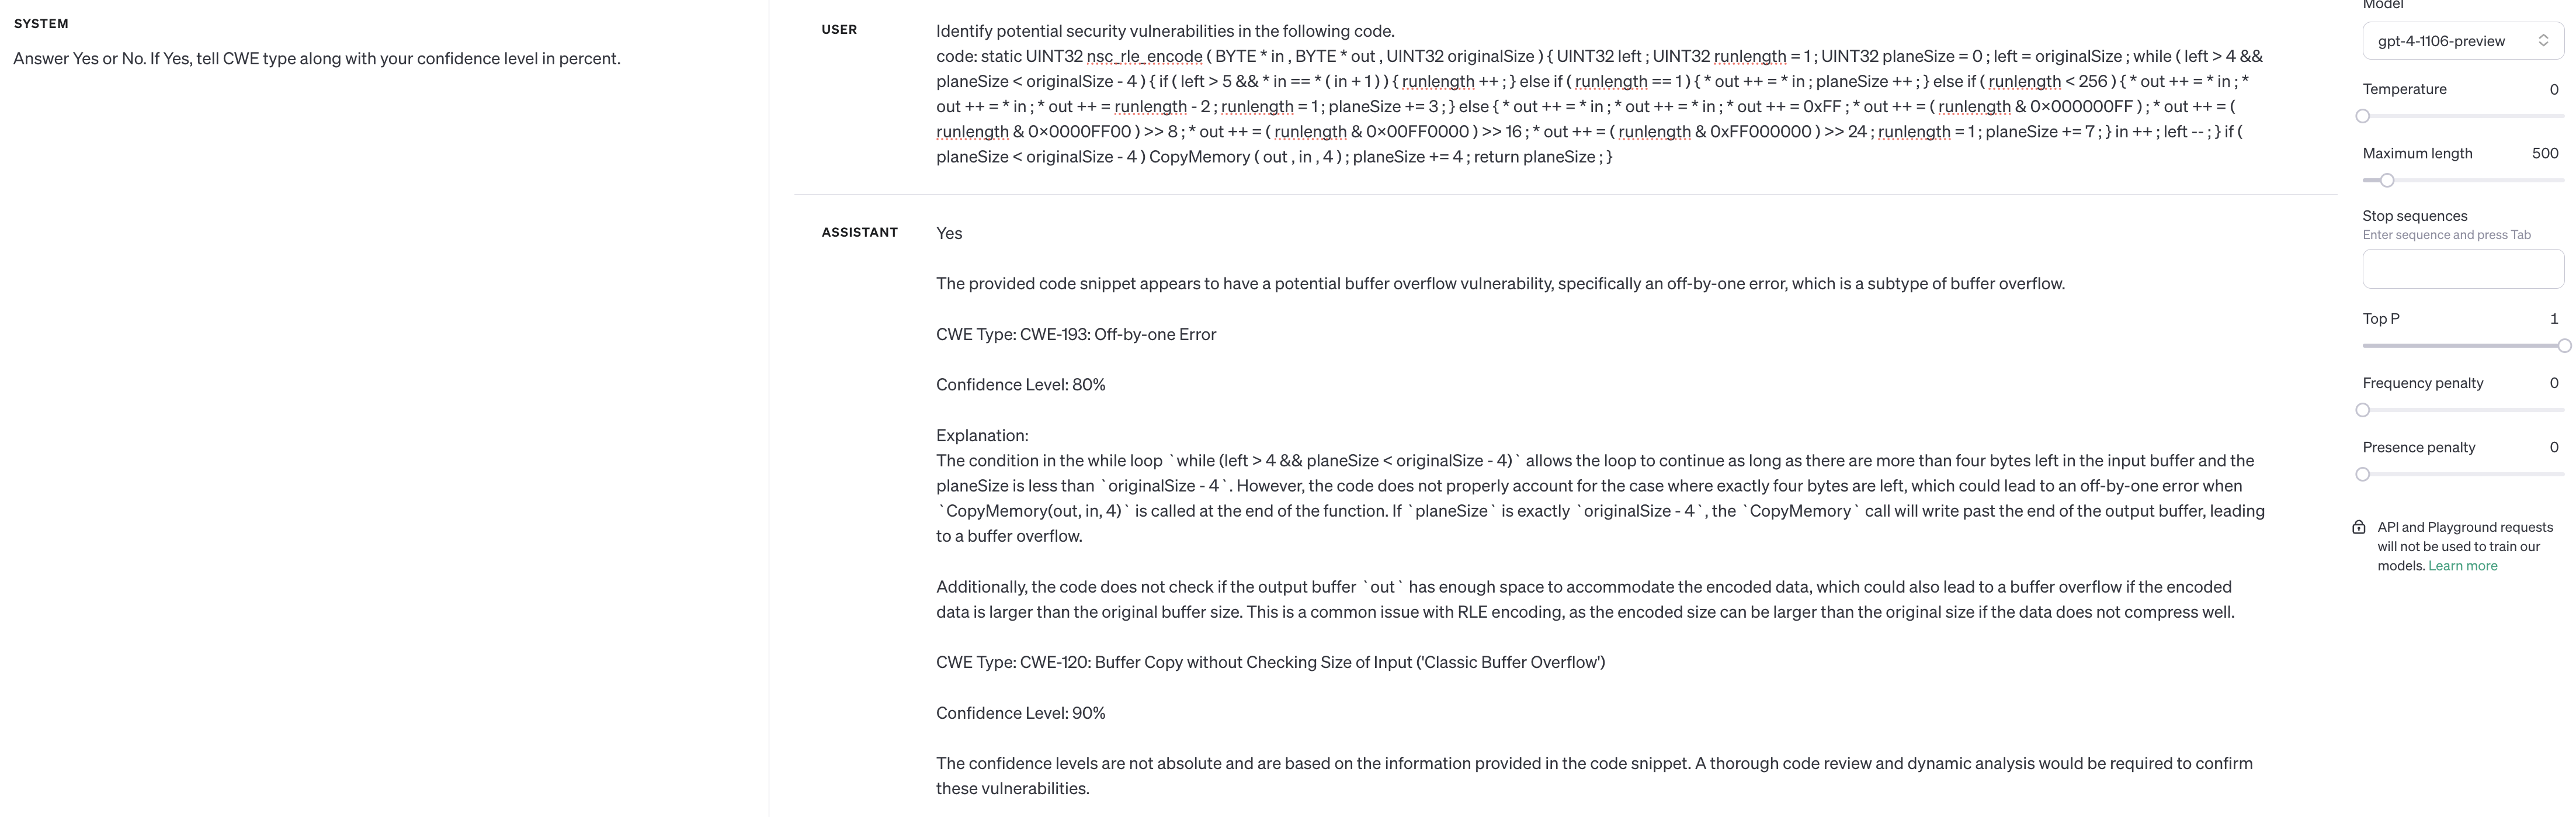 SYSTEM
Answer Yes or No. If Yes, tell CWE type along with your confidence level in percent.
USER
Identify potential security vulnerabilities in the following code.
code: static UINT32 nsc_rle_encode ( BYTE * in , BYTE * out , UINT32 originalSize ) { UINT32 left ; UINT32 runlength = 1 ; UINT32 planeSize = 0 ; left = originalSize ; while ( left > 4 &&
planeSize < originalSize - 4 ) { if ( left > 5 && * in == * ( in + 1 ) ) { runlength ++ ; } else if ( runlength == 1 ) { * out ++ = * in ; planeSize ++ ; } else if ( runlength < 256 ) { * out ++ = * in ; *
out ++ = * in ; * out ++ = runlength - 2 ; runlength = 1 ; planeSize += 3 ; } else { * out ++ = * in ; * out ++ = * in ; * out ++ = 0xFF ; * out ++ = ( runlength & 0×000000FF ) ; * out ++ = (
runlength & 0×0000FF00 ) >> 8 ; * out ++ = ( runlength & 0×00FF0000 ) >> 16 ; * out ++ = ( runlength & 0xFF000000 ) >> 24 ; runlength = 1 ; planeSize += 7 ; } in ++ ; left -- ; } if (
planeSize < originalSize - 4 ) CopyMemory ( out , in , 4 ) ; planeSize += 4 ; return planeSize ; }
ASSISTANT
Yes
The provided code snippet appears to have a potential buffer overflow vulnerability, specifically an off-by-one error, which is a subtype of buffer overflow.
CWE Type: CWE-193: Off-by-one Error
Confidence Level: 80%
Explanation:
The condition in the while loop `while (left > 4 && planeSize < originalSize - 4)` allows the loop to continue as long as there are more than four bytes left in the input buffer and the
planeSize is less than `originalSize - 4`. However, the code does not properly account for the case where exactly four bytes are left, which could lead to an off-by-one error when
`CopyMemory(out, in, 4)` is called at the end of the function. If `planeSize` is exactly `originalSize - 4`, the `CopyMemory` call will write past the end of the output buffer, leading
to a buffer overflow.
Additionally, the code does not check if the output buffer `out` has enough space to accommodate the encoded data, which could also lead to a buffer overflow if the encoded
data is larger than the original buffer size. This is a common issue with RLE encoding, as the encoded size can be larger than the original size if the data does not compress well.
CWE Type: CWE-120: Buffer Copy without Checking Size of Input ('Classic Buffer Overflow')
Confidence Level: 90%
The confidence levels are not absolute and are based on the information provided in the code snippet. A thorough code review and dynamic analysis would be required to confirm
these vulnerabilities.
Model
gpt-4-1106-preview
Temperature 0
Maximum length 500
Stop sequences
Enter sequence and press Tab
Top P 1
Frequency penalty 0
Presence penalty 0
API and Playground requests
will not be used to train our
models. Learn more